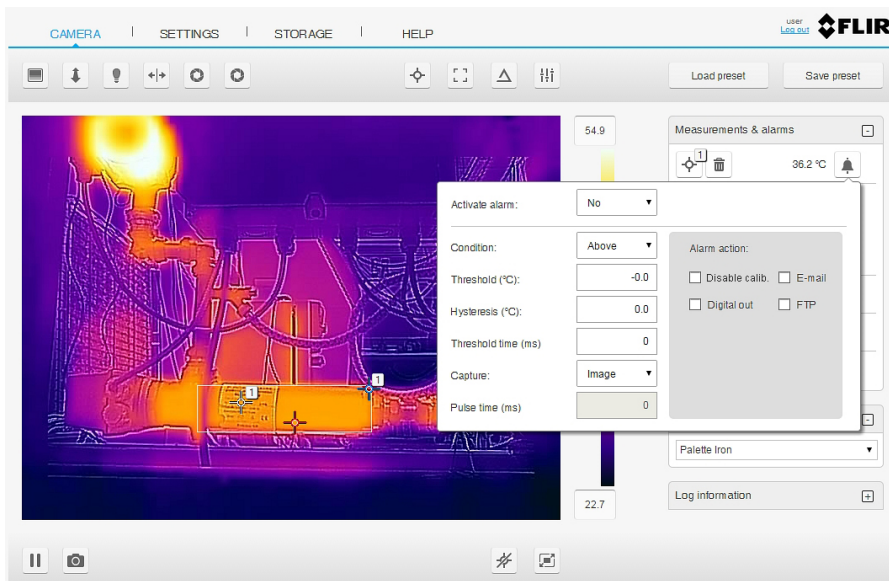 CAMERA
SETTINGS
STORAGE
HELP
user
Log out
FLIR
Load preset
Save preset
54.9
Measurements & alarms
1
36.2 °C
Activate alarm:
No
Condition:
Above
Alarm action:
Threshold (°C):
-0.0
Disable calib.
E-mail
Hysteresis (°C):
0.0
Digital out
FTP
Threshold time (ms)
0
Capture:
Image
Pulse time (ms)
0
1
1
Palette Iron
22.7
Log information